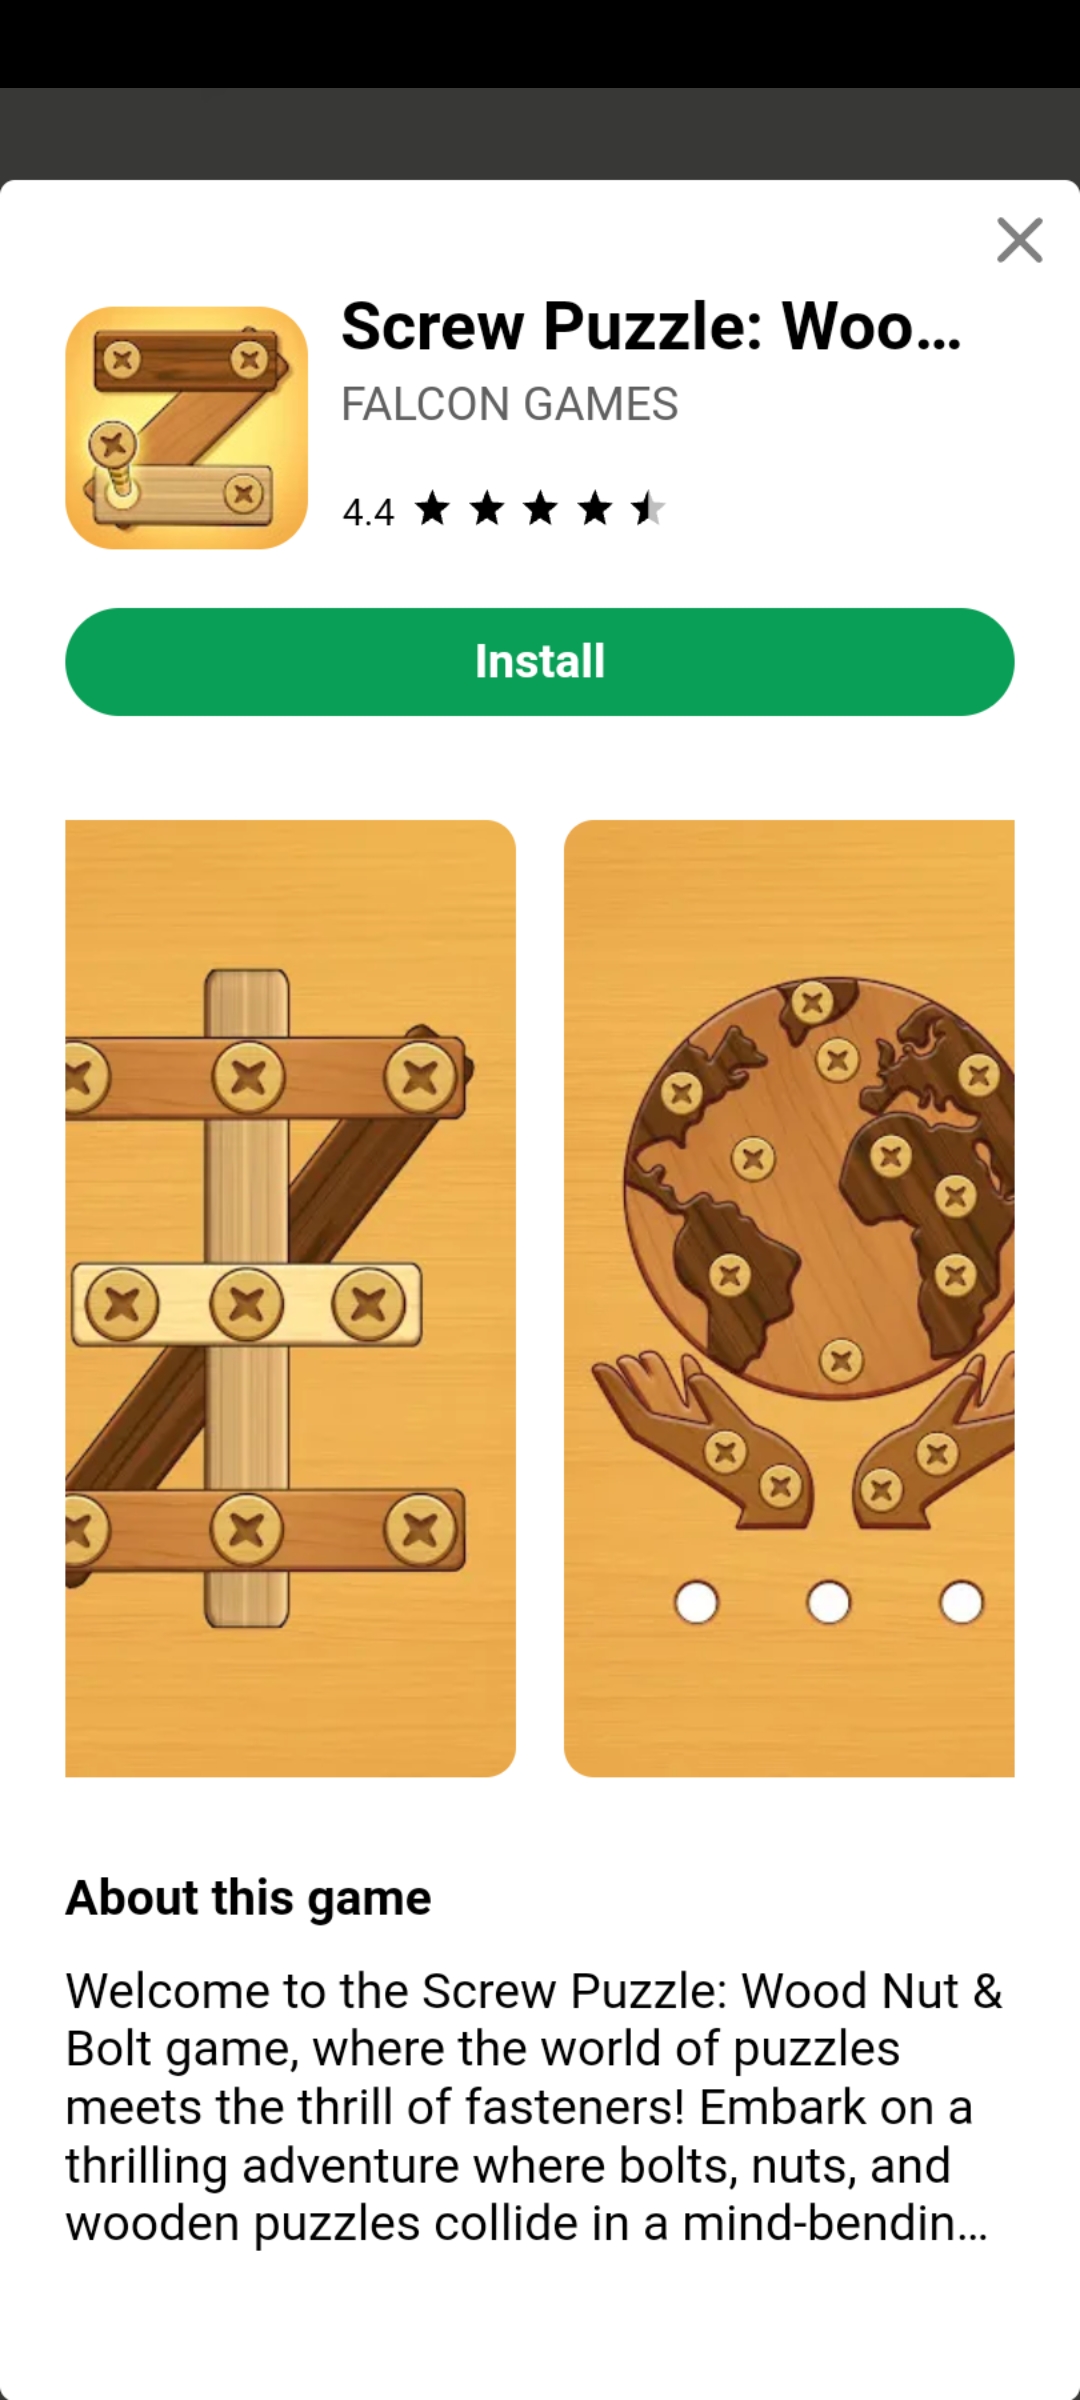 Screw Puzzle: Woo...
FALCON GAMES
4.4
Install
About this game
Welcome to the Screw Puzzle: Wood Nut &
Bolt game, where the world of puzzles
meets the thrill of fasteners! Embark on a
thrilling adventure where bolts, nuts, and
wooden puzzles collide in a mind-bendin...